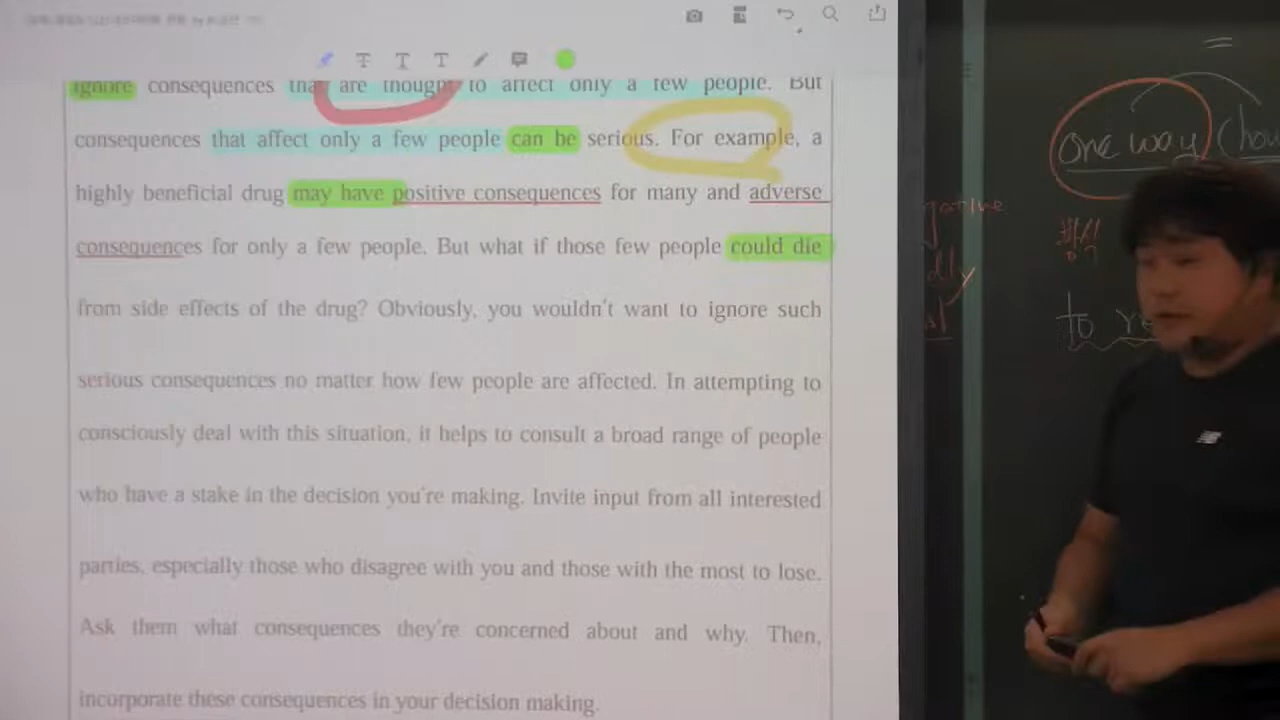 ignore consequences that are thought to affect only a few people. But
consequences that affect only a few people can be serious. For example, a
highly beneficial drug may have positive consequences for many and adverse
consequences for only a few people. But what if those few people could die
from side effects of the drug? Obviously, you wouldn't want to ignore such
serious consequences no matter how few people are affected. In attempting to
consciously deal with this situation, it helps to consult a broad range of people
who have a stake in the decision you're making. Invite input from all interested
parties, especially those who disagree with you and those with the most to lose.
Ask them what consequences they're concerned about and why. Then,
incorporate these consequences in your decision making.
one way (how
방식
to